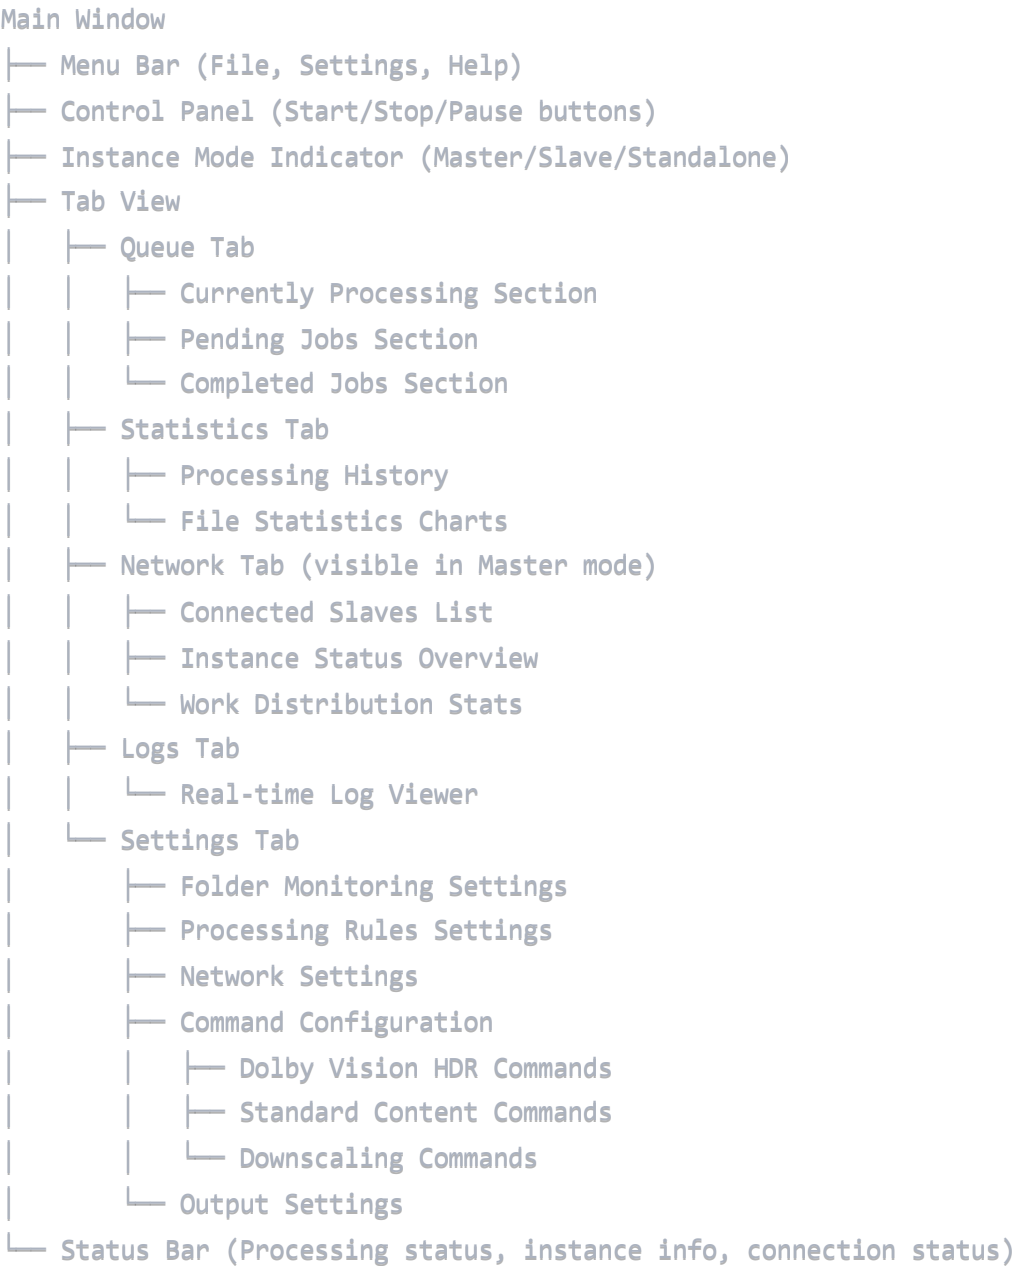 Main Window
├── Menu Bar (File, Settings, Help)
├── Control Panel (Start/Stop/Pause buttons)
├── Instance Mode Indicator (Master/Slave/Standalone)
├── Tab View
│   ├── Queue Tab
│   │   ├── Currently Processing Section
│   │   ├── Pending Jobs Section
│   │   └── Completed Jobs Section
│   ├── Statistics Tab
│   │   ├── Processing History
│   │   └── File Statistics Charts
│   ├── Network Tab (visible in Master mode)
│   │   ├── Connected Slaves List
│   │   ├── Instance Status Overview
│   │   └── Work Distribution Stats
│   ├── Logs Tab
│   │   └── Real-time Log Viewer
│   └── Settings Tab
│       ├── Folder Monitoring Settings
│       ├── Processing Rules Settings
│       ├── Network Settings
│       ├── Command Configuration
│       │   ├── Dolby Vision HDR Commands
│       │   ├── Standard Content Commands
│       │   └── Downscaling Commands
│       └── Output Settings
└── Status Bar (Processing status, instance info, connection status)